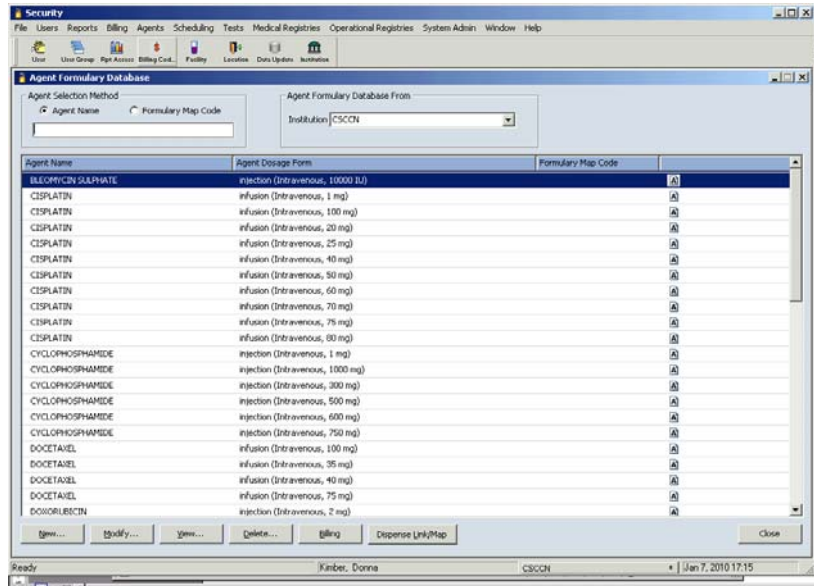 Security
File Users Reports Billing Agents Scheduling Tests Medical Registries Operational Registries System Admin Window Help
User User Group Rpt Access Billing Cod... Facility Location Data Update Institution
Agent Formulary Database
Agent Selection Method Agent Formulary Database From
Agent Name Formulary Map Code
Institution CSCCN
Agent Name Agent Dosage Form Formulary Map Code
BLEOMYCIN SULPHATE injection (Intravenous, 10000 IU) A
CISPLATIN infusion (Intravenous, 1 mg) A
CISPLATIN infusion (Intravenous, 100 mg) A
CISPLATIN infusion (Intravenous, 20 mg) A
CISPLATIN infusion (Intravenous, 25 mg) A
CISPLATIN infusion (Intravenous, 40 mg) A
CISPLATIN infusion (Intravenous, 50 mg) A
CISPLATIN infusion (Intravenous, 60 mg) A
CISPLATIN infusion (Intravenous, 70 mg) A
CISPLATIN infusion (Intravenous, 75 mg) A
CISPLATIN infusion (Intravenous, 80 mg) A
CYCLOPHOSPHAMIDE injection (Intravenous, 1 mg) A
CYCLOPHOSPHAMIDE injection (Intravenous, 1000 mg) A
CYCLOPHOSPHAMIDE injection (Intravenous, 300 mg) A
CYCLOPHOSPHAMIDE injection (Intravenous, 500 mg) A
CYCLOPHOSPHAMIDE injection (Intravenous, 600 mg) A
CYCLOPHOSPHAMIDE injection (Intravenous, 750 mg) A
DOCETAXEL infusion (Intravenous, 100 mg) A
DOCETAXEL infusion (Intravenous, 35 mg) A
DOCETAXEL infusion (Intravenous, 40 mg) A
DOCETAXEL infusion (Intravenous, 75 mg) A
DOXORUBICIN injection (Intravenous, 2 mg) A
New... Modify... View... Delete... Billing Dispense Link/Map Close
Ready Kimber, Donna CSCCN Jan 7, 2010 17:15